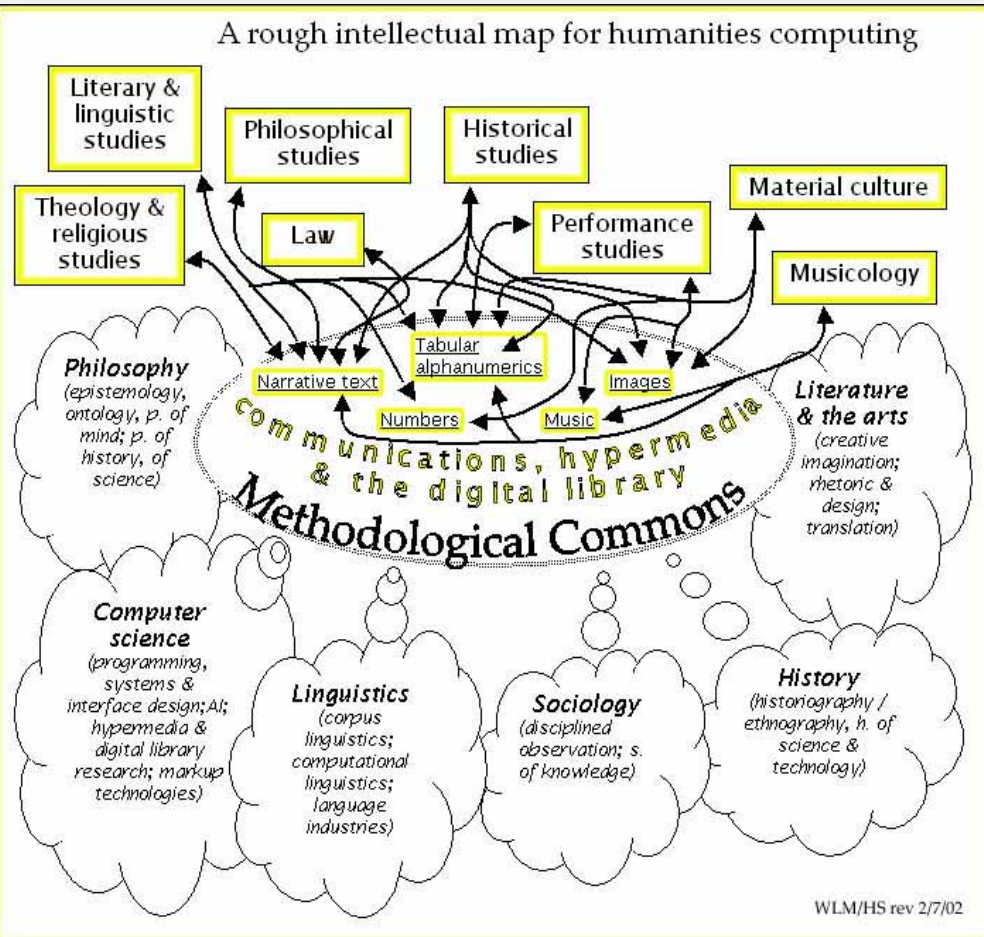 A rough intellectual map for humanities computing
Literary &
linguistic
studies
Philosophical
studies
Historical
studies
Material culture
Theology &
religious
studies
Law
Performance
studies
Musicology
Tabular
alphanumerics
Narrative text
Images
Numbers
Music
communications, hypermedia
& the digital library
Methodological Commons
Philosophy
(epistemology,
ontology, p. of
mind; p. of
history, of
science)
Literature
& the arts
(creative
imagination;
rhetoric &
design;
translation)
Computer
science
(programming,
systems &
interface design;AI;
hypermedia &
digital library
research; markup
technologies)
Linguistics
(corpus
linguistics;
computational
linguistics;
language
industries)
Sociology
(disciplined
observation; s.
of knowledge)
History
(historiography /
ethnography, h. of
science &
technology)
WLM/HS rev 2/7/02